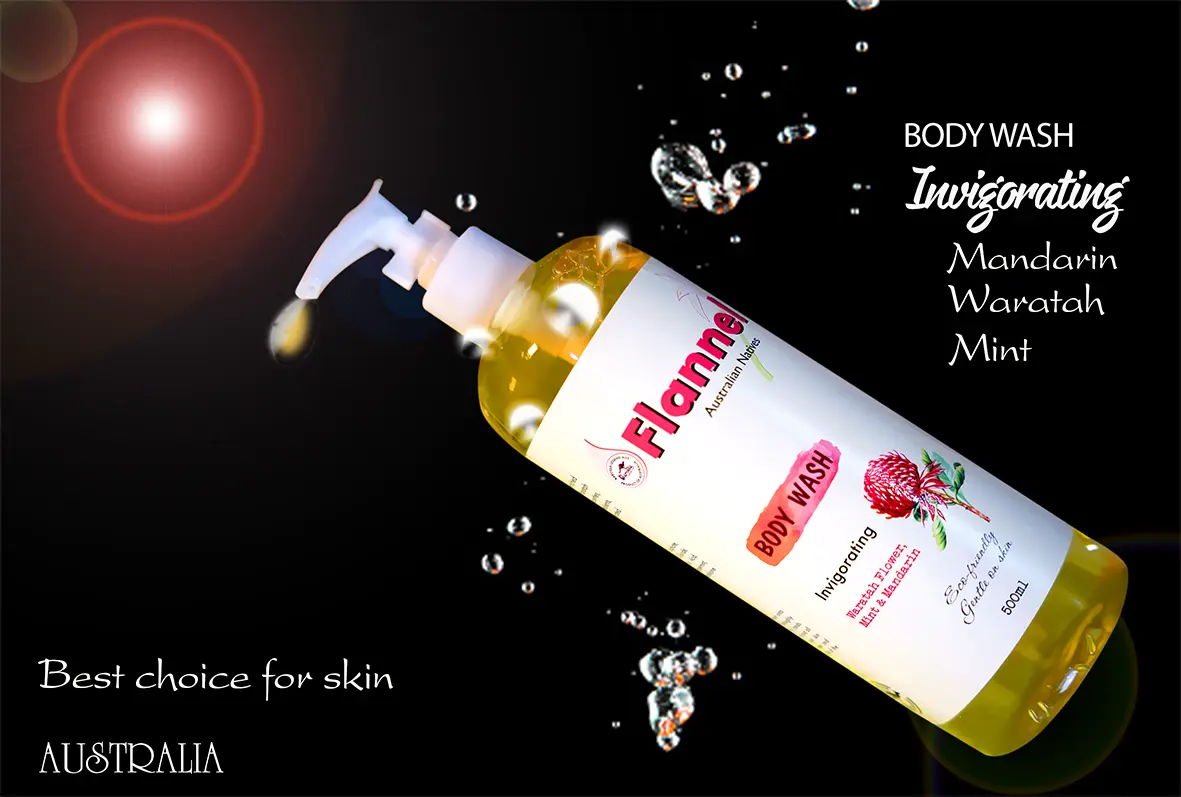 BODY WASH
Invigorating
Mandarin
Waratah
Mint
Flannel
Australian Natives
BODY WASH
Invigorating
Waratah Flower,
Mint & Mandarin
Eco-friendly
Gentle on skin
500ml
Best choice for skin
AUSTRALIA